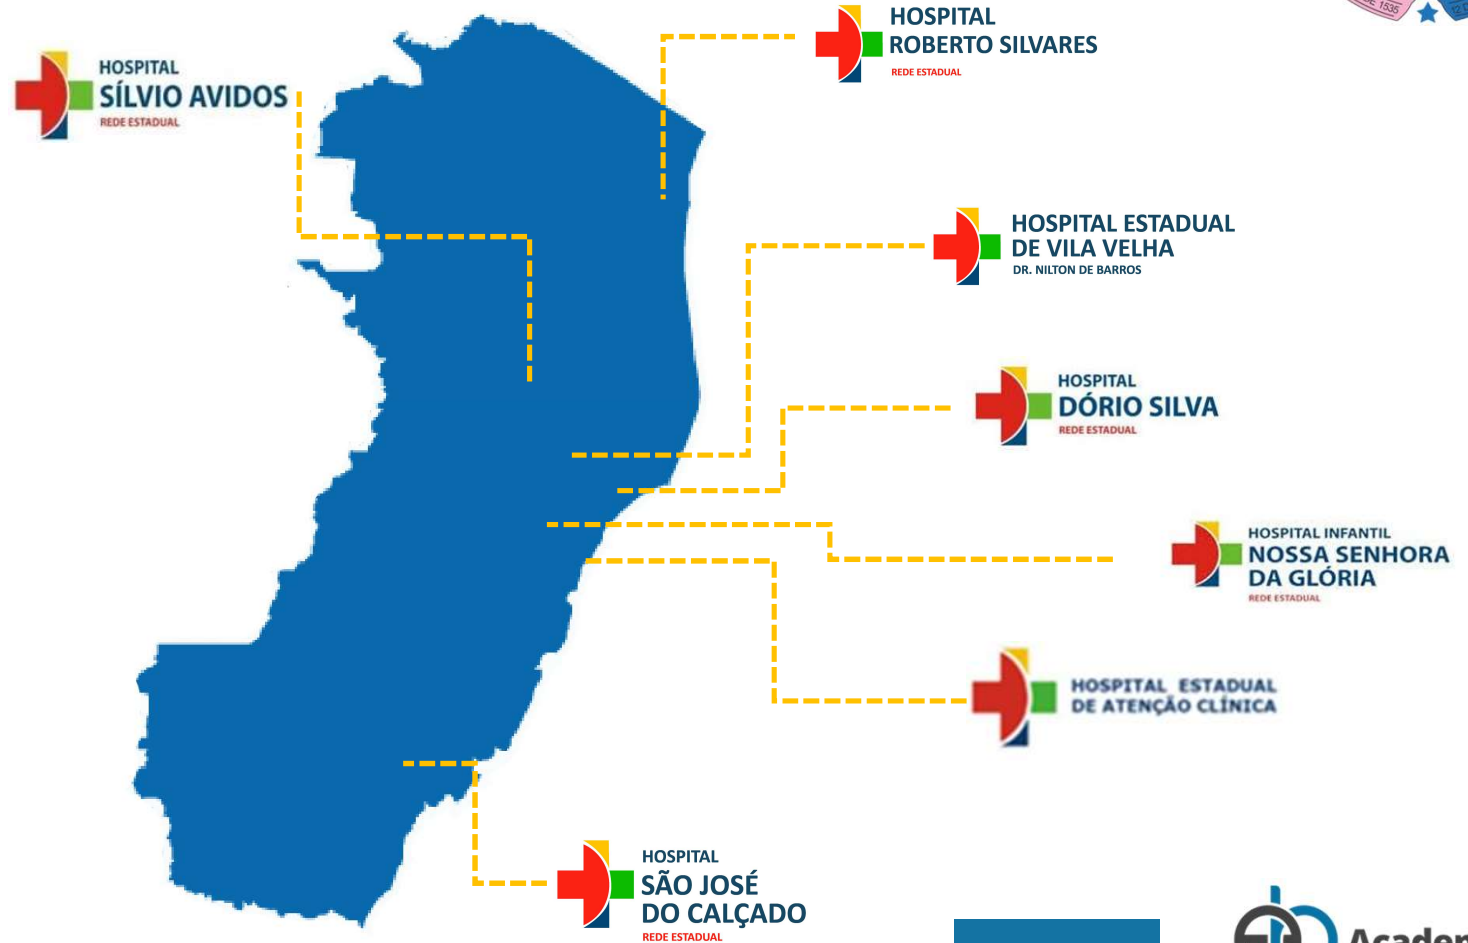 DE 1535
HOSPITAL
ROBERTO SILVARES
REDE ESTADUAL
HOSPITAL
SÍLVIO AVIDOS
REDE ESTADUAL
HOSPITAL ESTADUAL
DE VILA VELHA
DR. NILTON DE BARROS
HOSPITAL
DÓRIO SILVA
REDE ESTADUAL
HOSPITAL INFANTIL
NOSSA SENHORA
DA GLÓRIA
REDE ESTADUAL
HOSPITAL ESTADUAL
DE ATENÇÃO CLÍNICA
HOSPITAL
SÃO JOSÉ
DO CALÇADO
REDE ESTADUAL